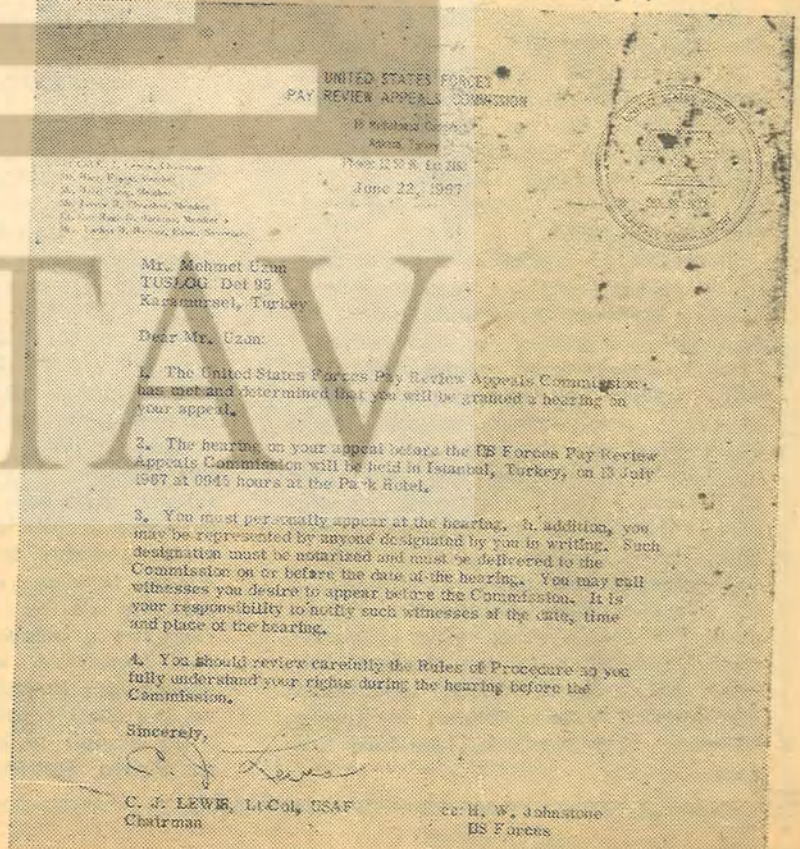 UNITED STATES FORCES
PAY REVIEW APPEALS COMMISSION
Ankara, Turkey
June 22, 1967
Mr. Mehmet Uzun
TUSLOG Det 95
Karamursel, Turkey
Dear Mr. Uzun:
1. The United States Forces Pay Review Appeals Commission
has met and determined that you will be granted a hearing on
your appeal.
2. The hearing on your appeal before the US Forces Pay Review
Appeals Commission will be held in Istanbul, Turkey, on 13 July
1967 at 0945 hours at the Park Hotel.
3. You must personally appear at the hearing. In addition, you
may be represented by anyone designated by you in writing. Such
designation must be notarized and must be delivered to the
Commission on or before the date of the hearing. You may call
witnesses you desire to appear before the Commission. It is
your responsibility to notify such witnesses of the date, time
and place of the hearing.
4. You should review carefully the Rules of Procedure so you
fully understand your rights during the hearing before the
Commission.
Sincerely,
C. J. Lewis
C. J. LEWIS, Lt.Col, USAF
Chairman
cc: H. W. Johnstone
US Forces
TAV